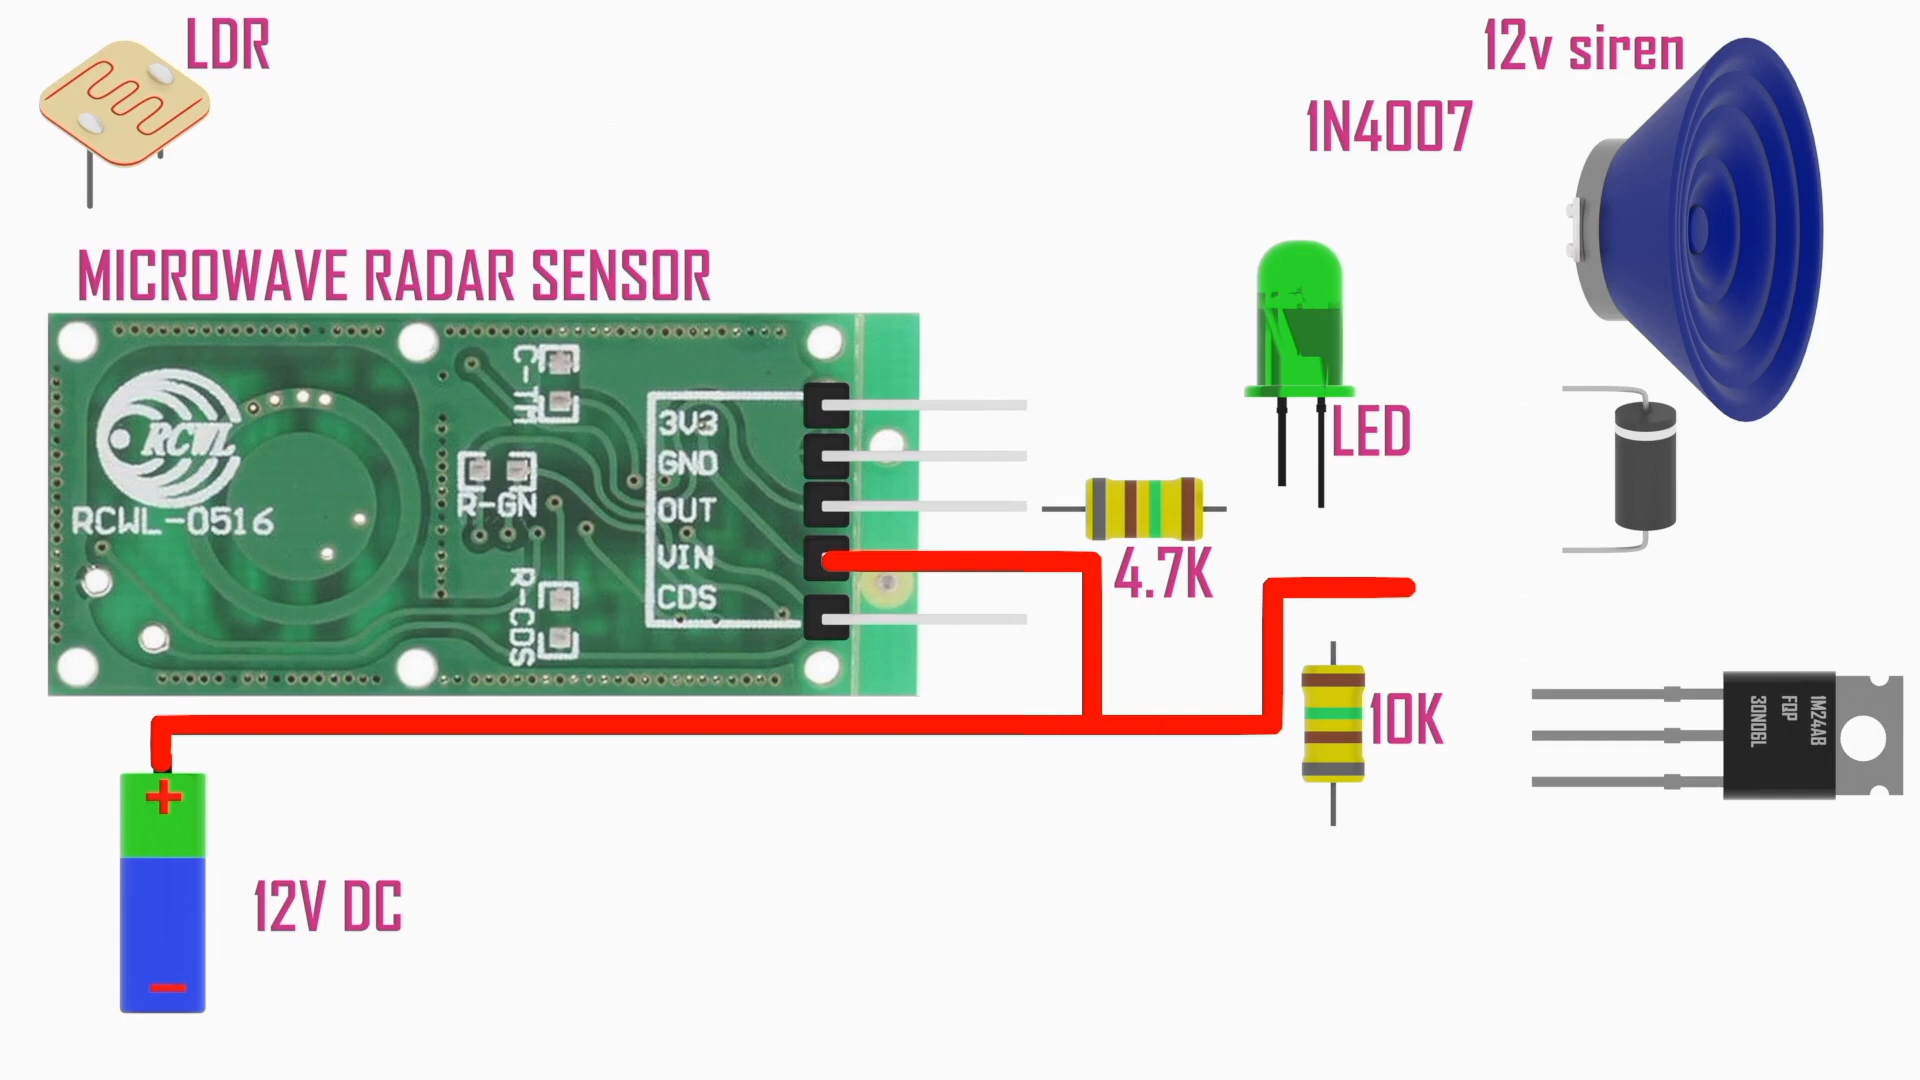 LDR
12v siren
1N4007
MICROWAVE RADAR SENSOR
C-TM
3V3
RCWL
GND
LED
R-GN
OUT
RCWL-0516
VIN
4.7K
CDS
R-CDS
10K
1M24AB
FQP
30N06L
+
12V DC
-